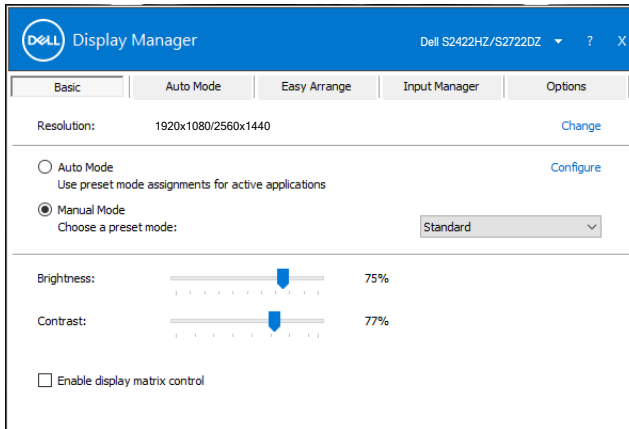 DELL Display Manager Dell S2422HZ/S2722DZ ? X
Basic Auto Mode Easy Arrange Input Manager Options
Resolution: 1920x1080/2560x1440 Change
Auto Mode Configure
Use preset mode assignments for active applications
Manual Mode
Choose a preset mode: Standard
Brightness: 75%
Contrast: 77%
Enable display matrix control